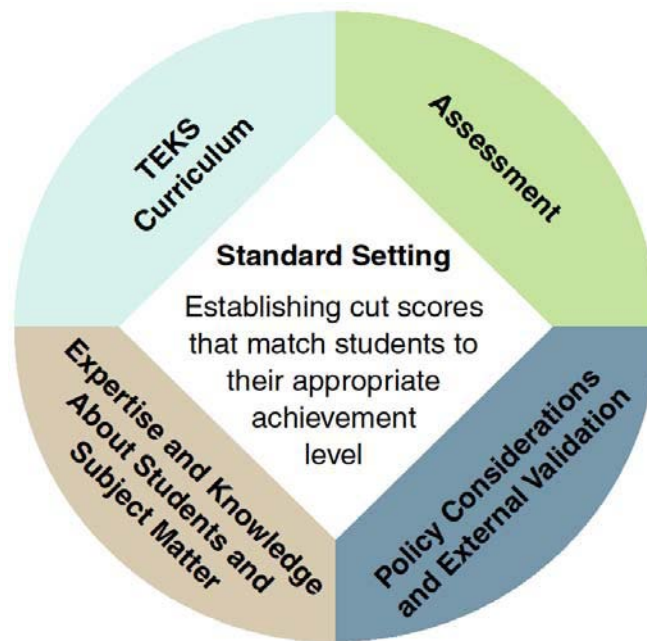 TEKS
Curriculum
Assessment
Standard Setting
Establishing cut scores
that match students to
their appropriate
achievement
level
Expertise and Knowledge
About Students and
Subject Matter
Policy Considerations
and External Validation